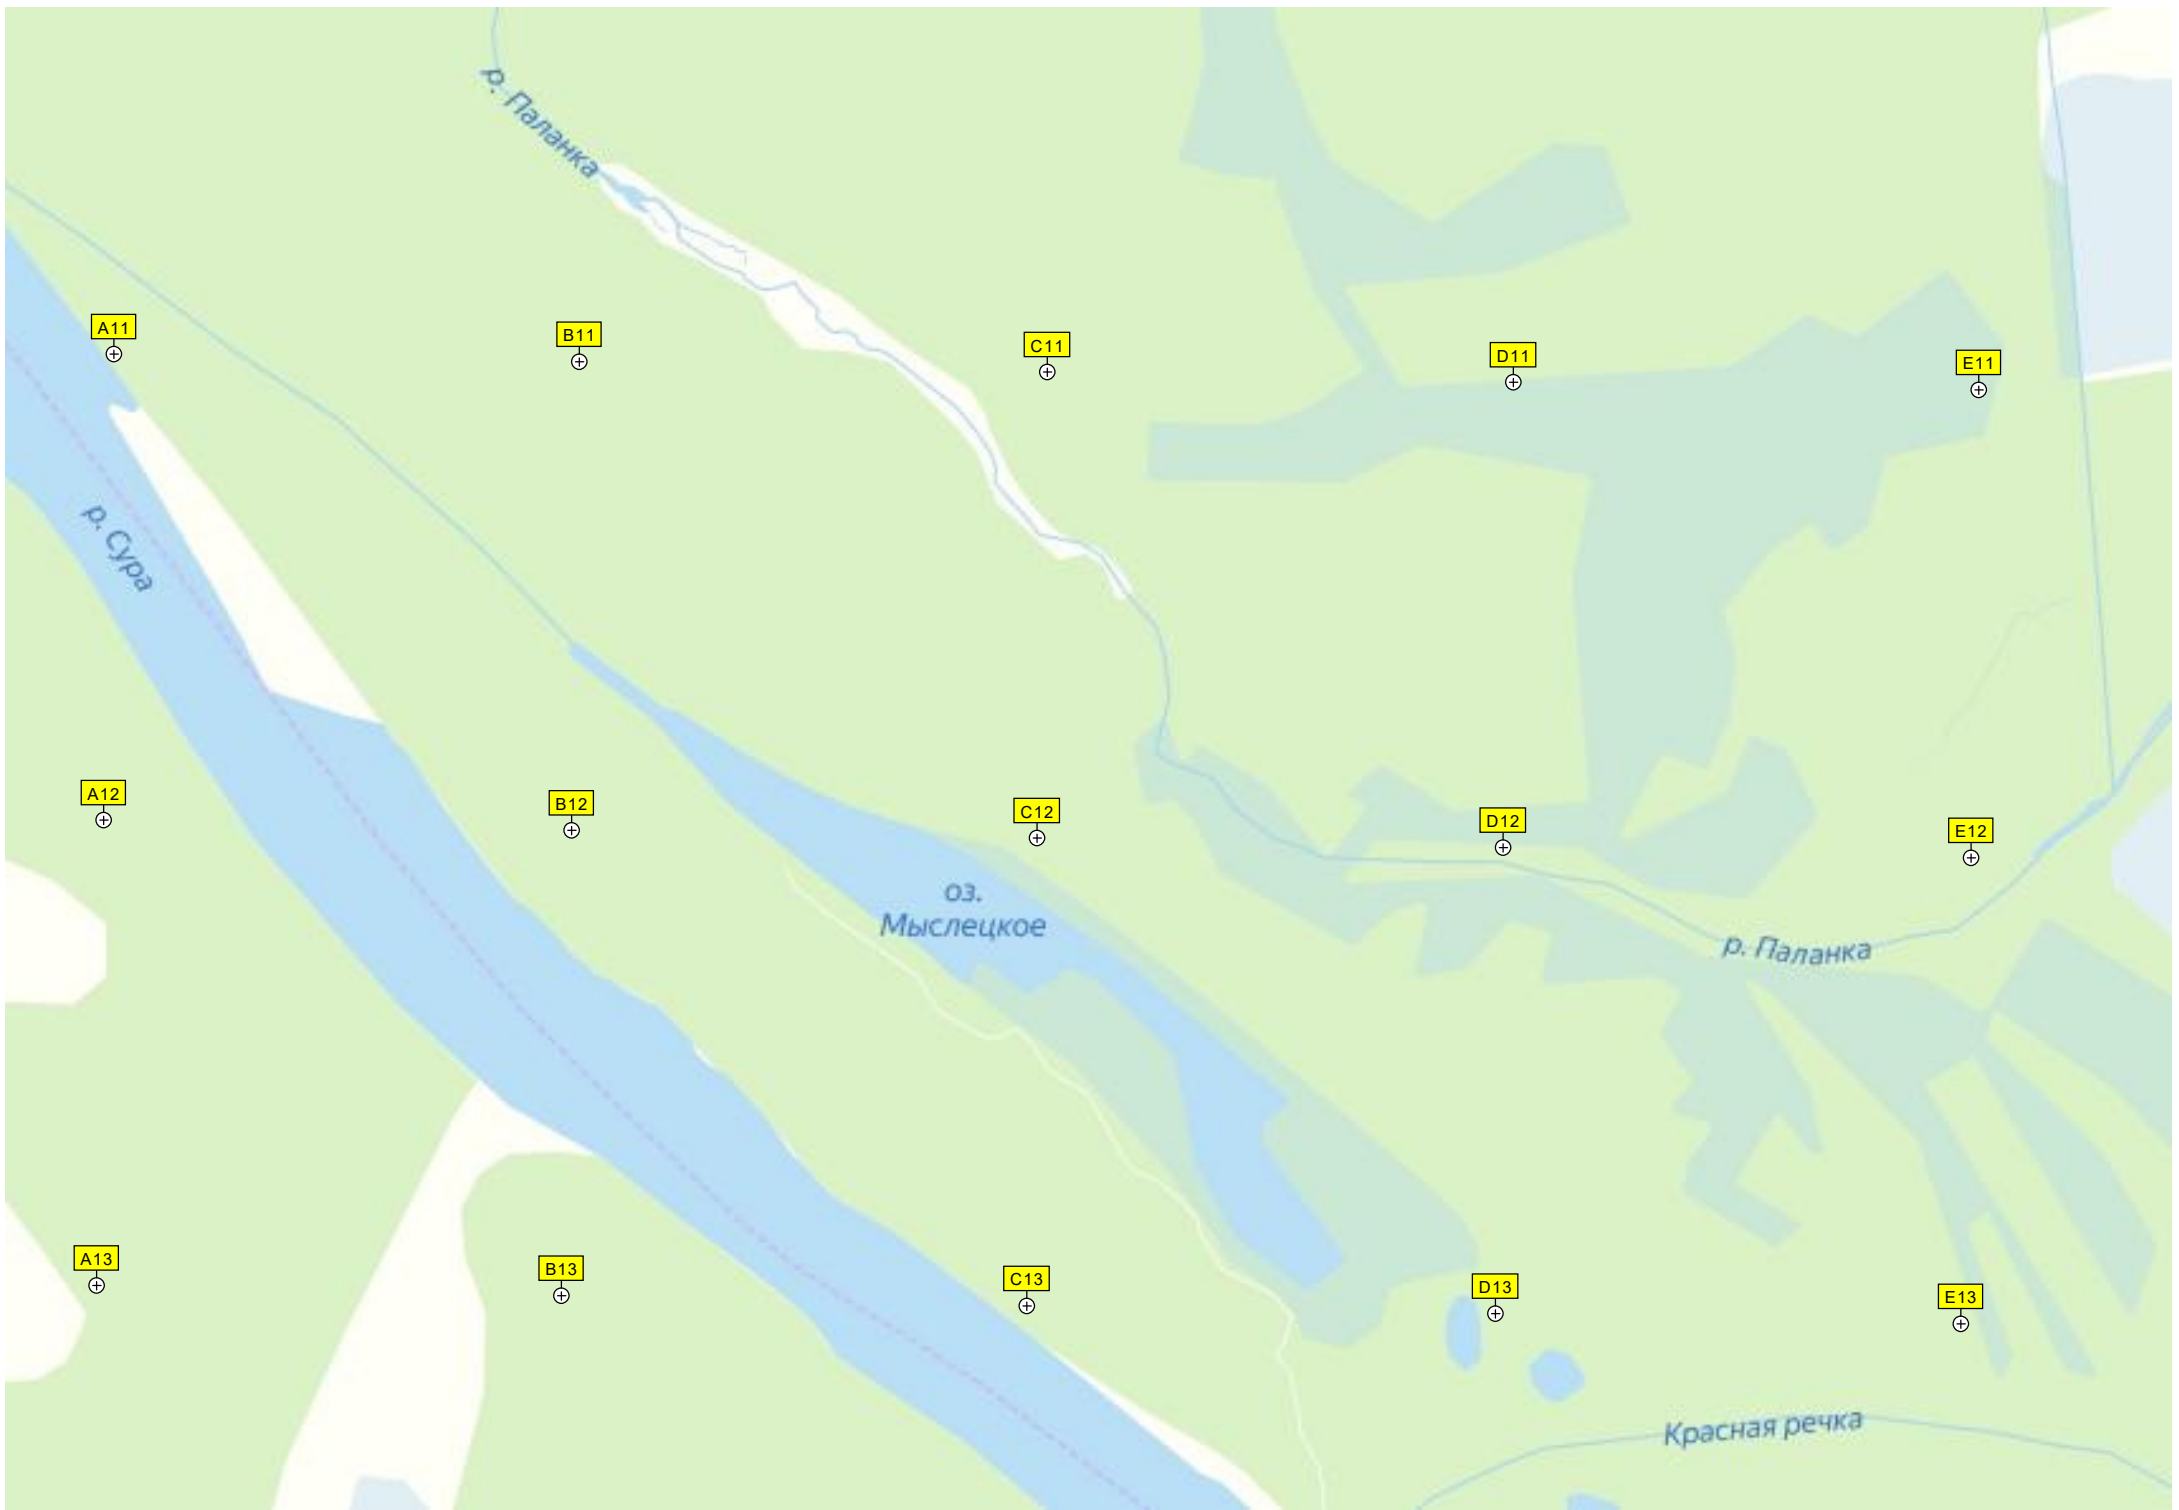 р. Паланка
A11
B11
C11
D11
E11
р. Сура
A12
B12
C12
D12
E12
оз.
Мыслецкое
р. Паланка
A13
B13
C13
D13
E13
Красная речка